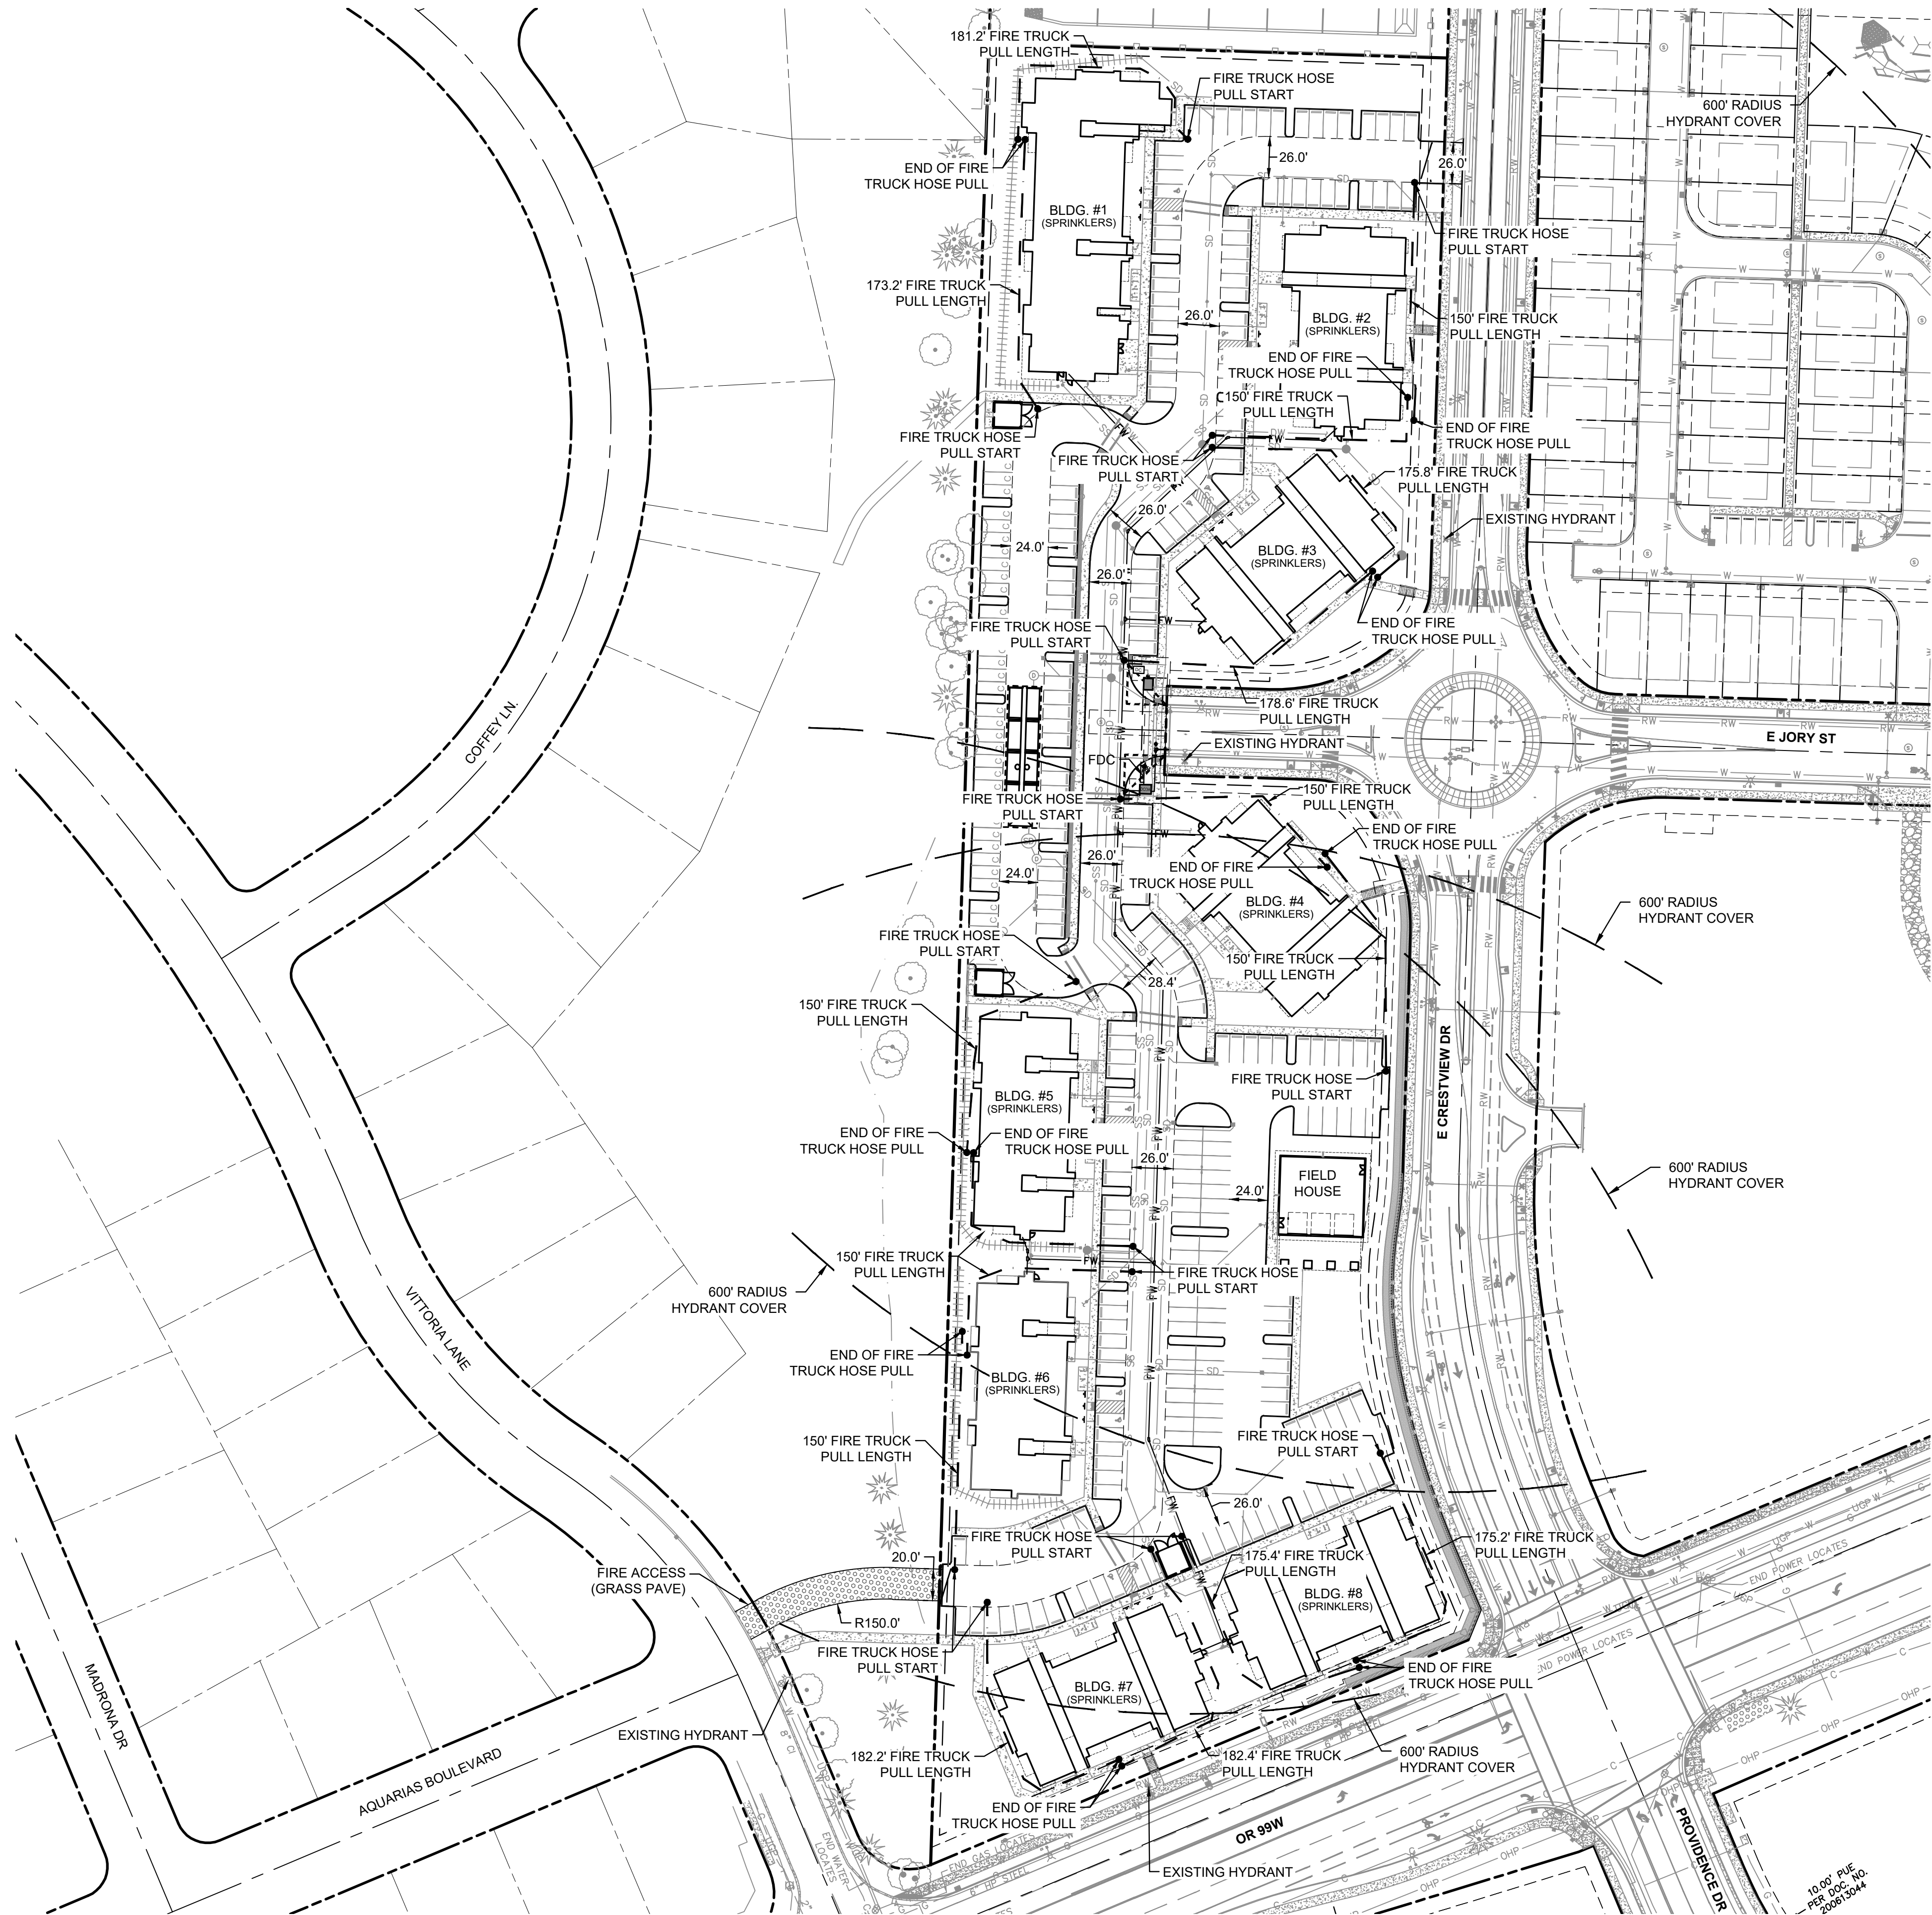 181.2' FIRE TRUCK
PULL LENGTH
FIRE TRUCK HOSE
PULL START
600' RADIUS
HYDRANT COVER
END OF FIRE
TRUCK HOSE PULL
26.0'
26.0'
BLDG. #1
(SPRINKLERS)
FIRE TRUCK HOSE
PULL START
173.2' FIRE TRUCK
PULL LENGTH
26.0'
BLDG. #2
(SPRINKLERS)
150' FIRE TRUCK
PULL LENGTH
END OF FIRE
TRUCK HOSE PULL
150' FIRE TRUCK
PULL LENGTH
FIRE TRUCK HOSE
PULL START
END OF FIRE
TRUCK HOSE PULL
FIRE TRUCK HOSE
PULL START
175.8' FIRE TRUCK
PULL LENGTH
26.0'
EXISTING HYDRANT
24.0'
BLDG. #3
(SPRINKLERS)
26.0'
FIRE TRUCK HOSE
PULL START
END OF FIRE
TRUCK HOSE PULL
COFFEY LN.
178.6' FIRE TRUCK
PULL LENGTH
E JORY ST
EXISTING HYDRANT
FDC
FIRE TRUCK HOSE
PULL START
150' FIRE TRUCK
PULL LENGTH
END OF FIRE
TRUCK HOSE PULL
26.0'
24.0'
END OF FIRE
TRUCK HOSE PULL
BLDG. #4
(SPRINKLERS)
600' RADIUS
HYDRANT COVER
FIRE TRUCK HOSE
PULL START
150' FIRE TRUCK
PULL LENGTH
28.4'
150' FIRE TRUCK
PULL LENGTH
E CRESTVIEW DR
FIRE TRUCK HOSE
PULL START
BLDG. #5
(SPRINKLERS)
END OF FIRE
TRUCK HOSE PULL
END OF FIRE
TRUCK HOSE PULL
26.0'
24.0'
FIELD
HOUSE
600' RADIUS
HYDRANT COVER
150' FIRE TRUCK
PULL LENGTH
FIRE TRUCK HOSE
PULL START
600' RADIUS
HYDRANT COVER
VITTORIA LANE
END OF FIRE
TRUCK HOSE PULL
BLDG. #6
(SPRINKLERS)
150' FIRE TRUCK
PULL LENGTH
FIRE TRUCK HOSE
PULL START
26.0'
FIRE TRUCK HOSE
PULL START
175.2' FIRE TRUCK
PULL LENGTH
20.0'
175.4' FIRE TRUCK
PULL LENGTH
FIRE ACCESS
(GRASS PAVE)
BLDG. #8
(SPRINKLERS)
R150.0'
END POWER LOCATES
END POWER LOCATES
FIRE TRUCK HOSE
PULL START
END OF FIRE
TRUCK HOSE PULL
BLDG. #7
(SPRINKLERS)
MADRONA DR
EXISTING HYDRANT
182.2' FIRE TRUCK
PULL LENGTH
182.4' FIRE TRUCK
PULL LENGTH
600' RADIUS
HYDRANT COVER
AQUARIAS BOULEVARD
END OF FIRE
TRUCK HOSE PULL
OR 99W
PROVIDENCE DR
END WATER
LOCATES
END GAS LOCATES
6" HP STEEL
EXISTING HYDRANT
10.00' PUE
PER DOC. NO.
200613044